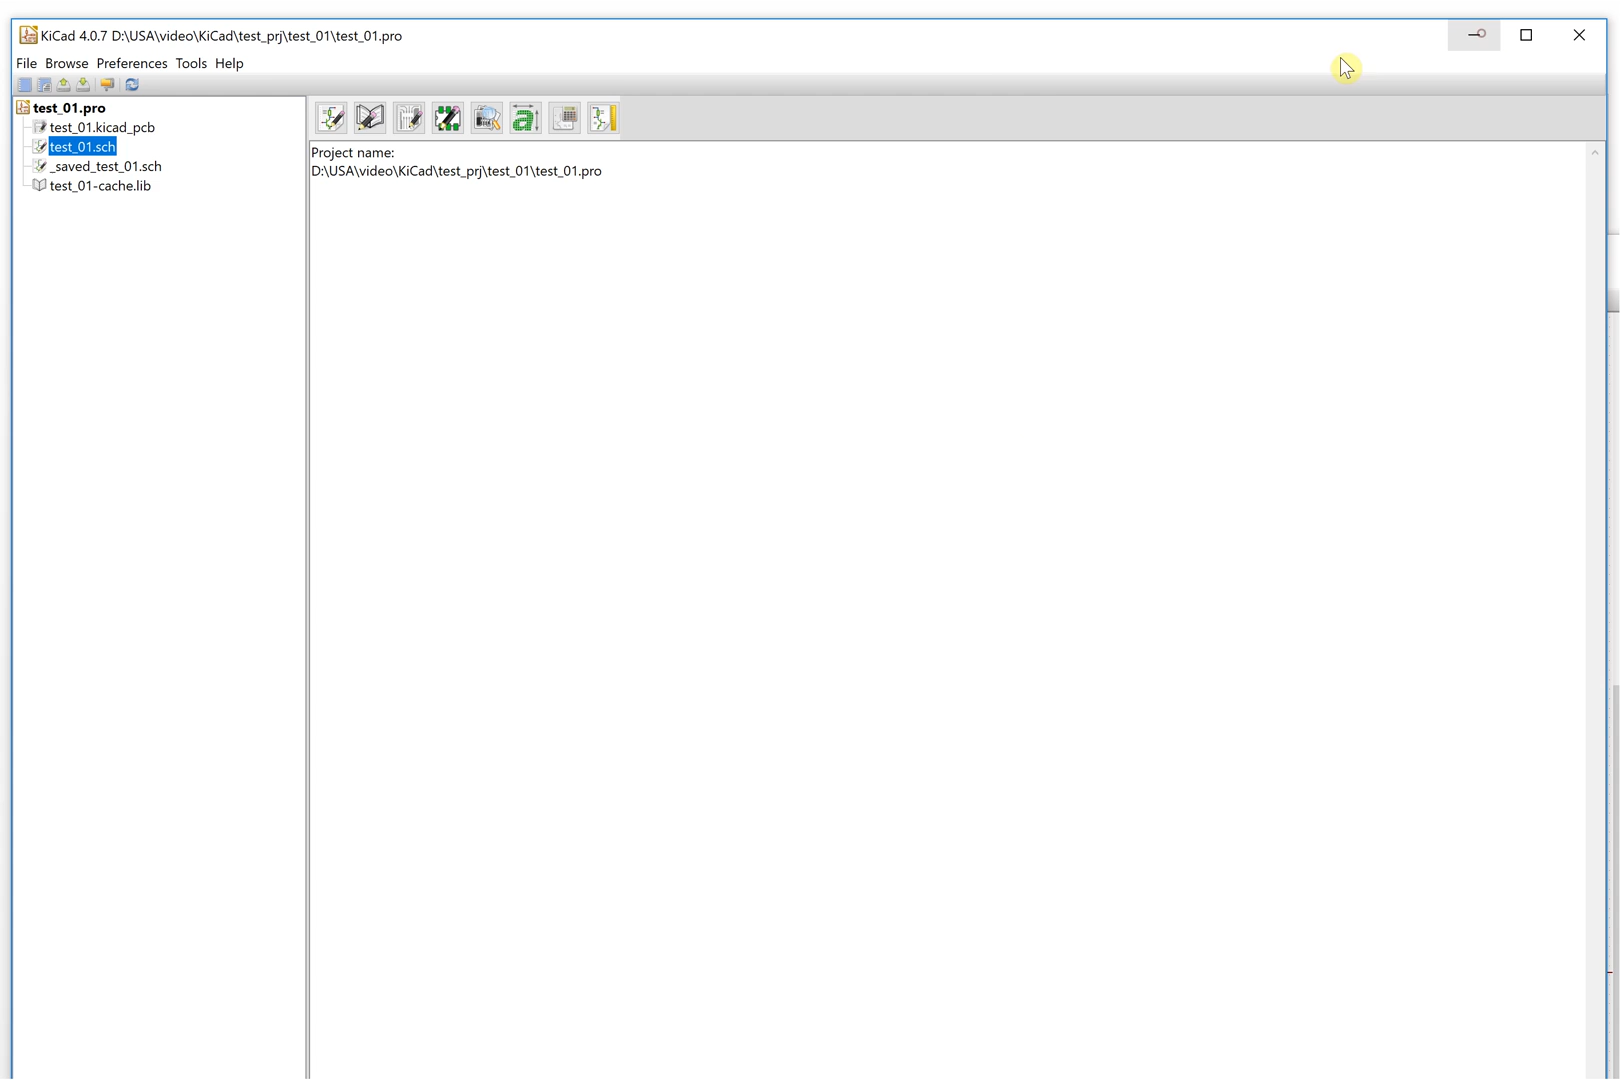 KiCad 4.0.7 D:\USA\video\KiCad\test_prj\test_01\test_01.pro
File Browse Preferences Tools Help
test_01.pro
test_01.kicad_pcb
test_01.sch
_saved_test_01.sch
test_01-cache.lib
Project name:
D:\USA\video\KiCad\test_prj\test_01\test_01.pro